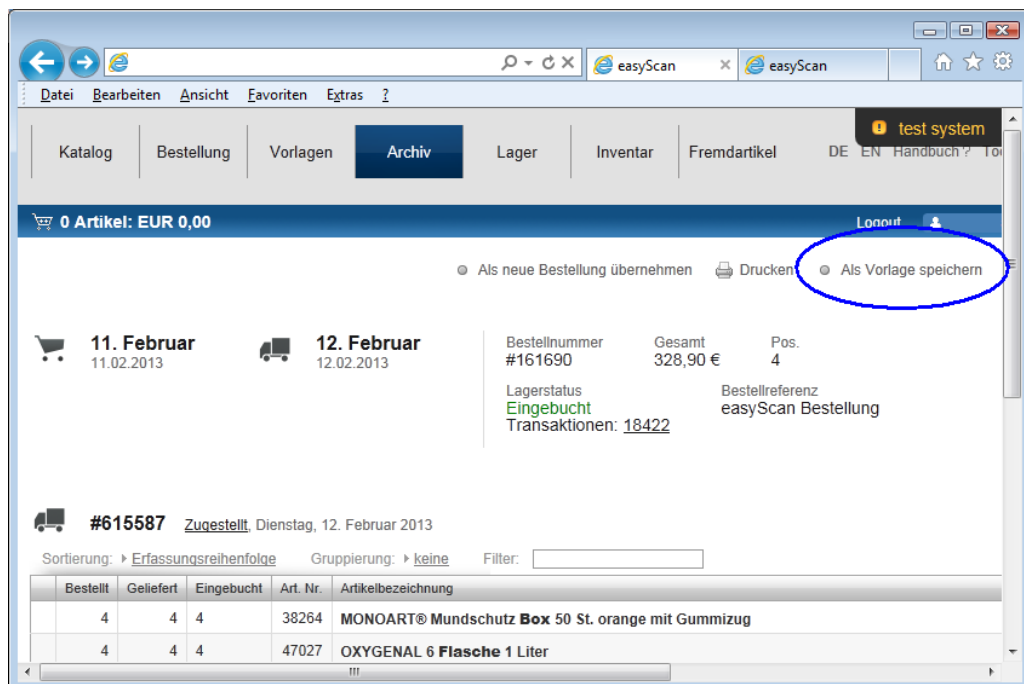 easyScan
easyScan
Datei Bearbeiten Ansicht Favoriten Extras ?
test system
Katalog Bestellung Vorlagen Archiv Lager Inventar Fremdartikel DE EN Handbuch ?
0 Artikel: EUR 0,00 Logout
Als neue Bestellung übernehmen Drucken Als Vorlage speichern
11. Februar 12. Februar
11.02.2013 12.02.2013
Bestellnummer Gesamt Pos.
#161690 328,90 € 4
Lagerstatus Bestellreferenz
Eingebucht easyScan Bestellung
Transaktionen: 18422
#615587 Zugestellt, Dienstag, 12. Februar 2013
Sortierung: Erfassungsreihenfolge Gruppierung: keine Filter:
Bestellt Geliefert Eingebucht Art. Nr. Artikelbezeichnung
4 4 4 38264 MONOART® Mundschutz Box 50 St. orange mit Gummizug
4 4 4 47027 OXYGENAL 6 Flasche 1 Liter